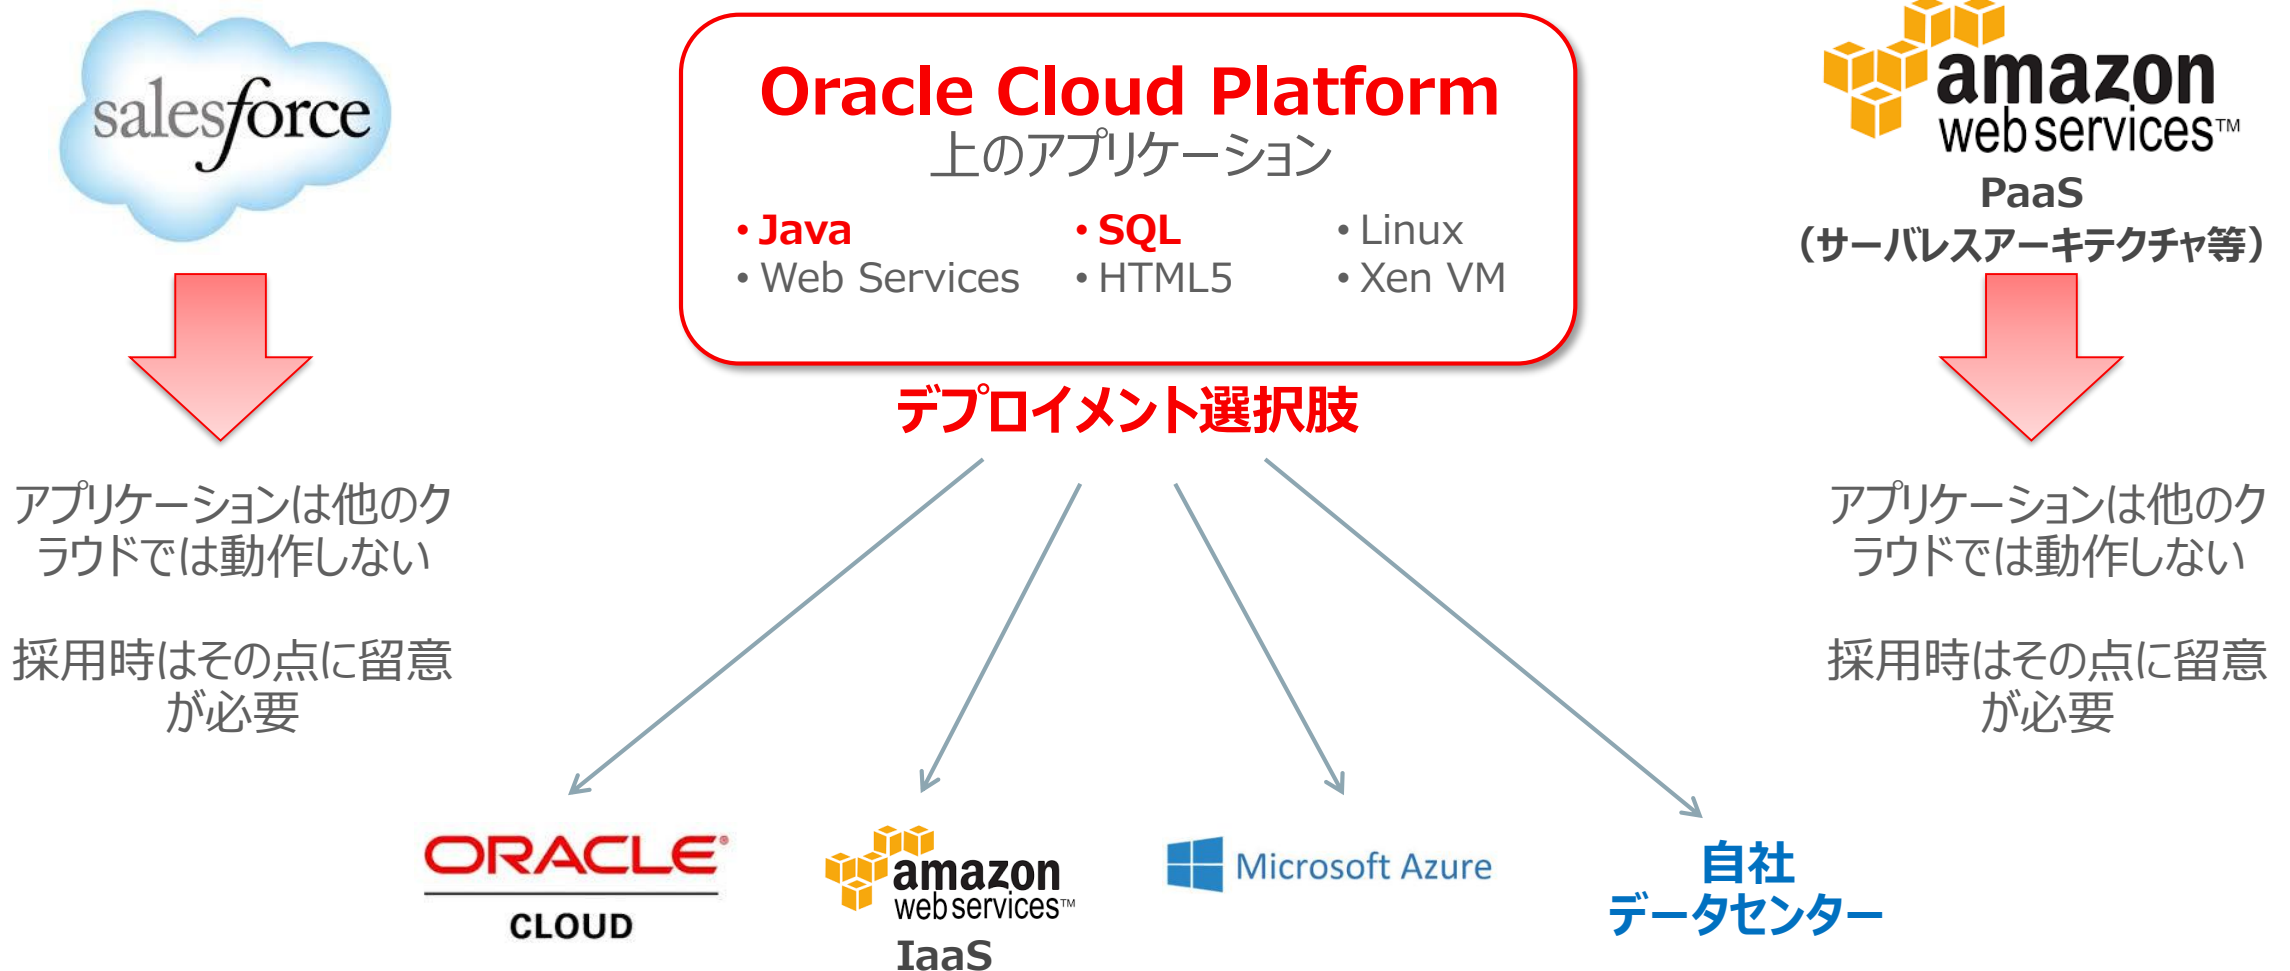 salesforce
アプリケーションは他のク
ラウドでは動作しない
採用時はその点に留意
が必要
Oracle Cloud Platform
上のアプリケーション
・Java
・SQL
・Linux
・Web Services
・HTML5
・Xen VM
デプロイメント選択肢
ORACLE®
CLOUD
amazon
web services™
IaaS
Microsoft Azure
自社
データセンター
amazon
web services™
PaaS
（サーバレスアーキテクチャ等）
アプリケーションは他のク
ラウドでは動作しない
採用時はその点に留意
が必要